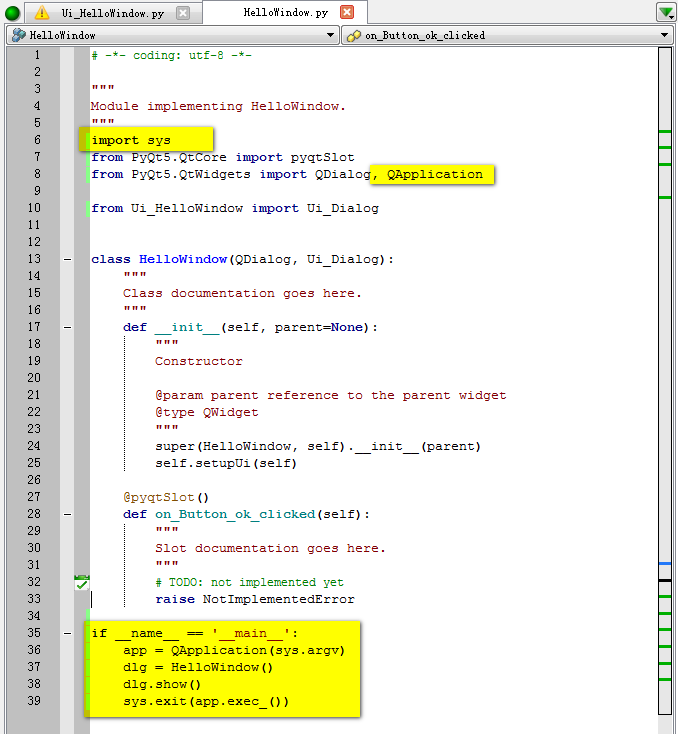 Ui_HelloWindow.py HelloWindow.py
HelloWindow on_Button_ok_clicked
1 # -*- coding: utf-8 -*-
2
3 """
4 Module implementing HelloWindow.
5 """
6 import sys
7 from PyQt5.QtCore import pyqtSlot
8 from PyQt5.QtWidgets import QDialog, QApplication
9
10 from Ui_HelloWindow import Ui_Dialog
11
12
13 class HelloWindow(QDialog, Ui_Dialog):
14 """
15 Class documentation goes here.
16 """
17 def __init__(self, parent=None):
18 """
19 Constructor
20
21 @param parent reference to the parent widget
22 @type QWidget
23 """
24 super(HelloWindow, self).__init__(parent)
25 self.setupUi(self)
26
27 @pyqtSlot()
28 def on_Button_ok_clicked(self):
29 """
30 Slot documentation goes here.
31 """
32 # TODO: not implemented yet
33 raise NotImplementedError
34
35 if __name__ == '__main__':
36 app = QApplication(sys.argv)
37 dlg = HelloWindow()
38 dlg.show()
39 sys.exit(app.exec_())